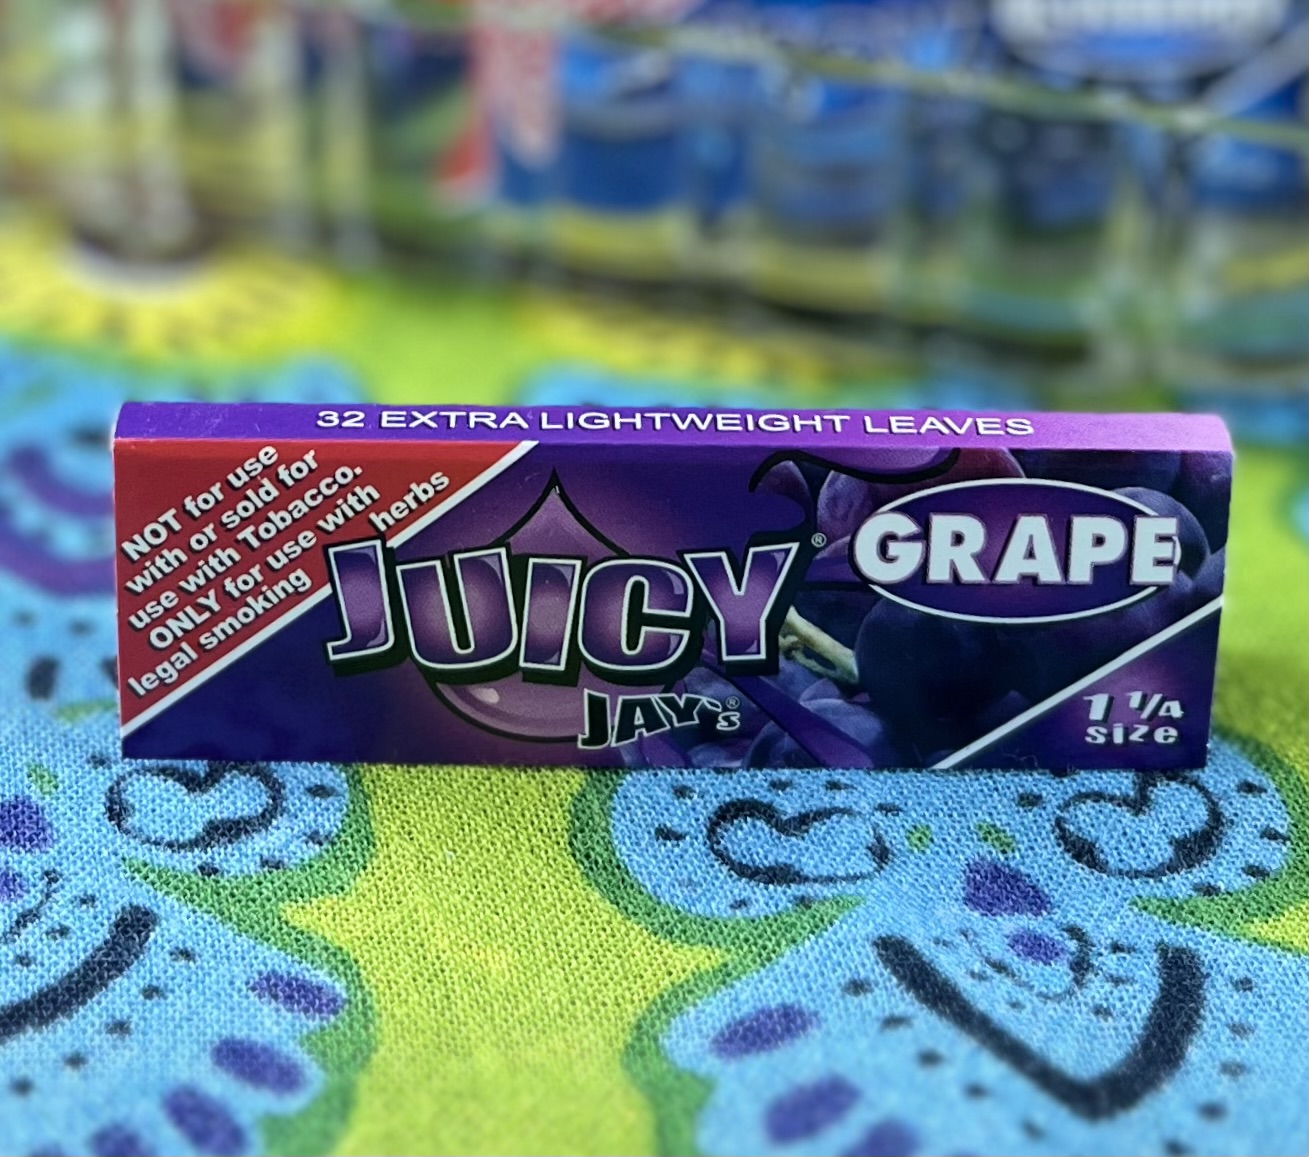 32 EXTRA LIGHTWEIGHT LEAVES
NOT for use
with or sold for
use with Tobacco.
ONLY for use with
legal smoking herbs
JUICY®
JAY's®
GRAPE
1 1/4
size